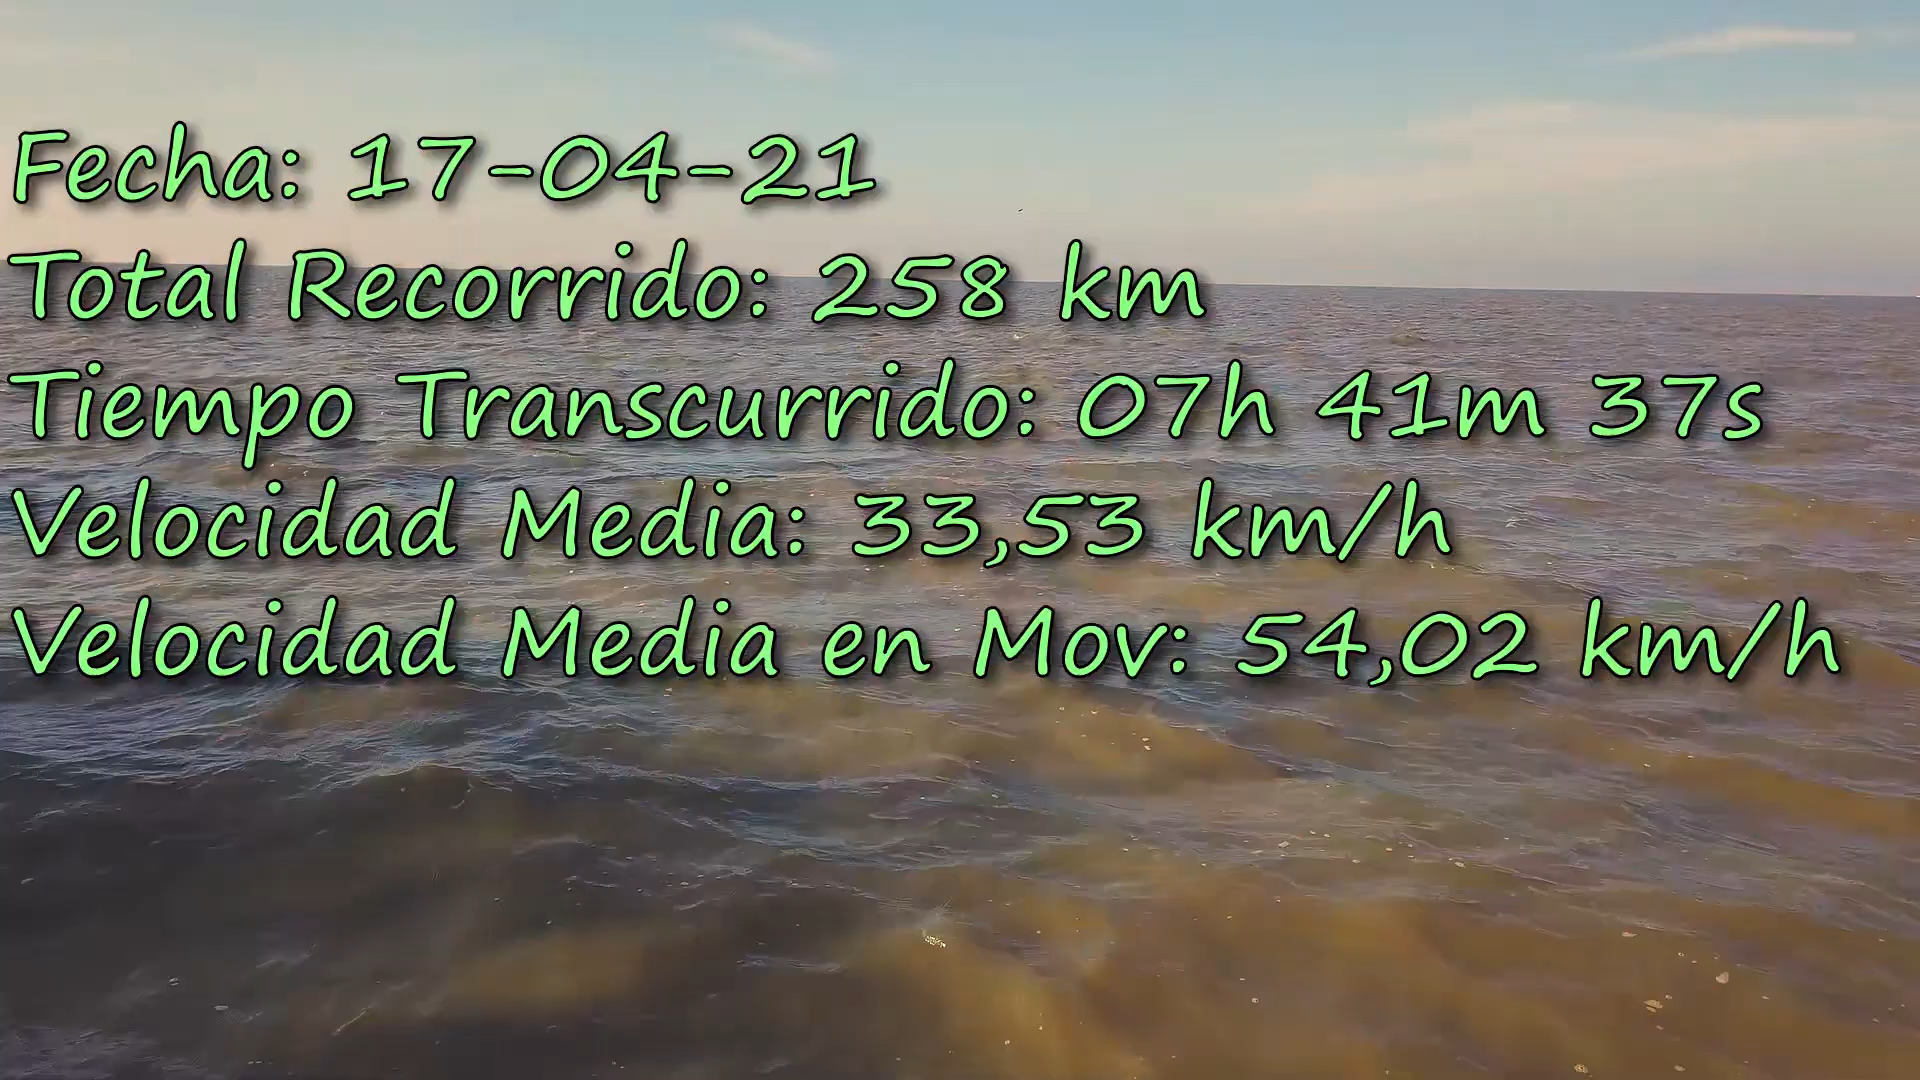 Fecha: 17-04-21
Total Recorrido: 258 km
Tiempo Transcurrido: 07h 41m 37s
Velocidad Media: 33,53 km/h
Velocidad Media en Mov: 54,02 km/h